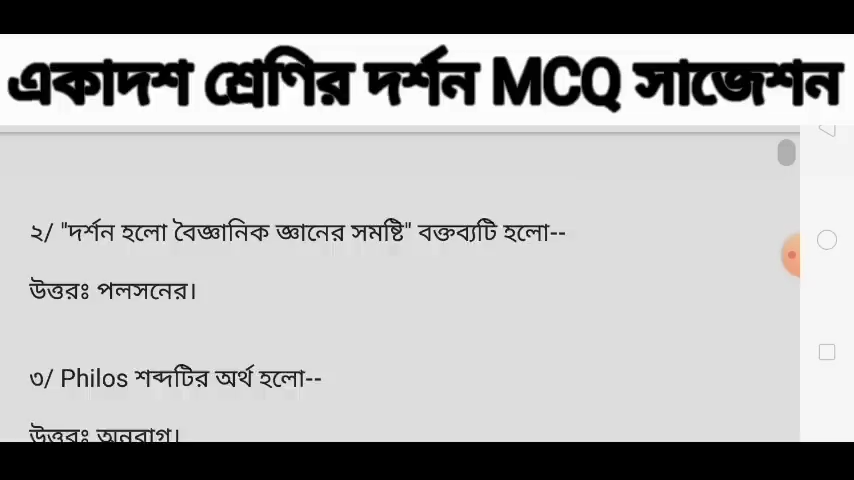 একাদশ শ্রেণির দর্শন MCQ সাজেশন
২/ "দর্শন হলো বৈজ্ঞানিক জ্ঞানের সমষ্টি" বক্তব্যটি হলো--
উত্তরঃ পলসনের।
৩/ Philos শব্দটির অর্থ হলো--
উত্তরঃ অনুরাগ।